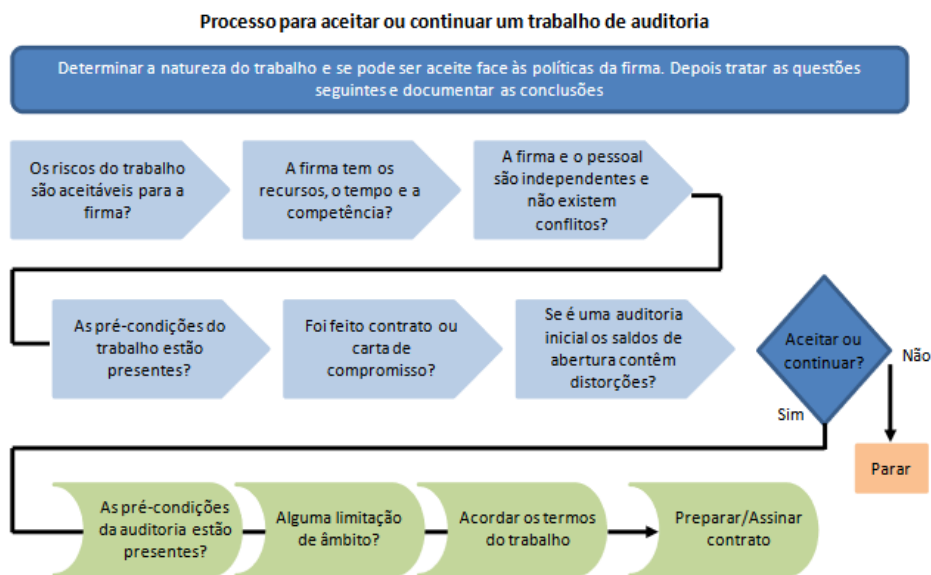 Processo para aceitar ou continuar um trabalho de auditoria
Determinar a natureza do trabalho e se pode ser aceite face às políticas da firma. Depois tratar as questões
seguintes e documentar as conclusões
Os riscos do trabalho
são aceitáveis para a
firma?
A firma tem os
recursos, o tempo e a
competência?
A firma e o pessoal
são independentes e
não existem
conflitos?
As pré-condições do
trabalho estão
presentes?
Foi feito contrato ou
carta de
compromisso?
Se é uma auditoria
inicial os saldos de
abertura contêm
distorções?
Aceitar ou
continuar?
Não
Sim
Parar
As pré-condições
da auditoria estão
presentes?
Alguma limitação
de âmbito?
Acordar os termos
do trabalho
Preparar/Assinar
contrato